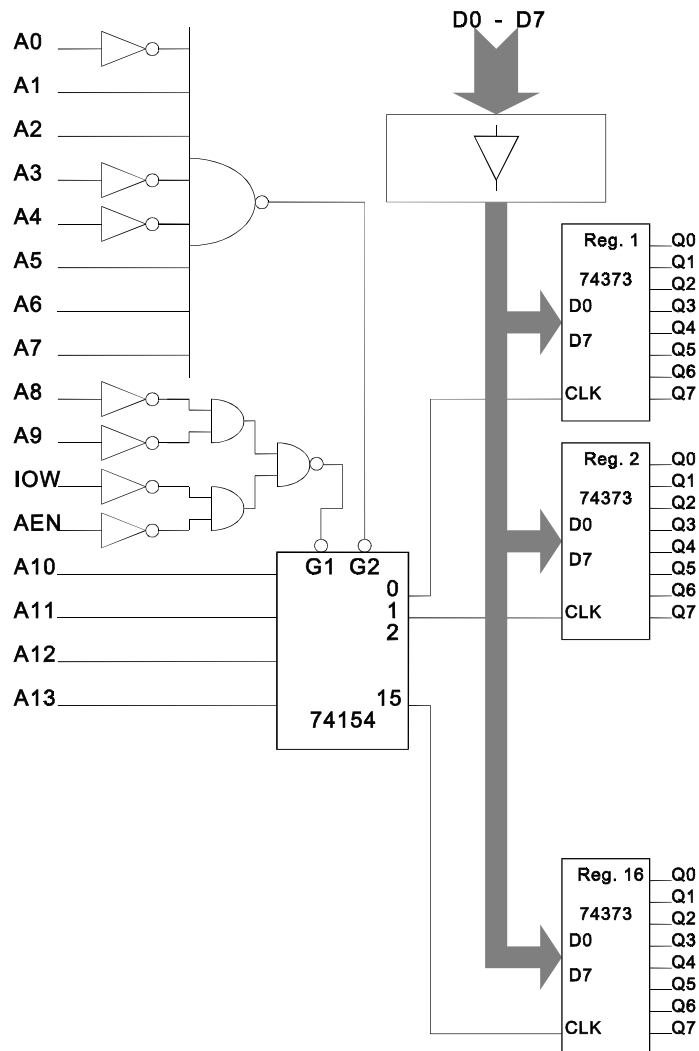 D0 - D7
A0
A1
A2
A3
A4
A5
A6
A7
A8
A9
IOW
AEN
A10
A11
A12
A13
G1 G2
0
1
2
15
74154
Reg. 1
74373
D0
D7
CLK
Q0
Q1
Q2
Q3
Q4
Q5
Q6
Q7
Reg. 2
74373
D0
D7
CLK
Q0
Q1
Q2
Q3
Q4
Q5
Q6
Q7
Reg. 16
74373
D0
D7
CLK
Q0
Q1
Q2
Q3
Q4
Q5
Q6
Q7